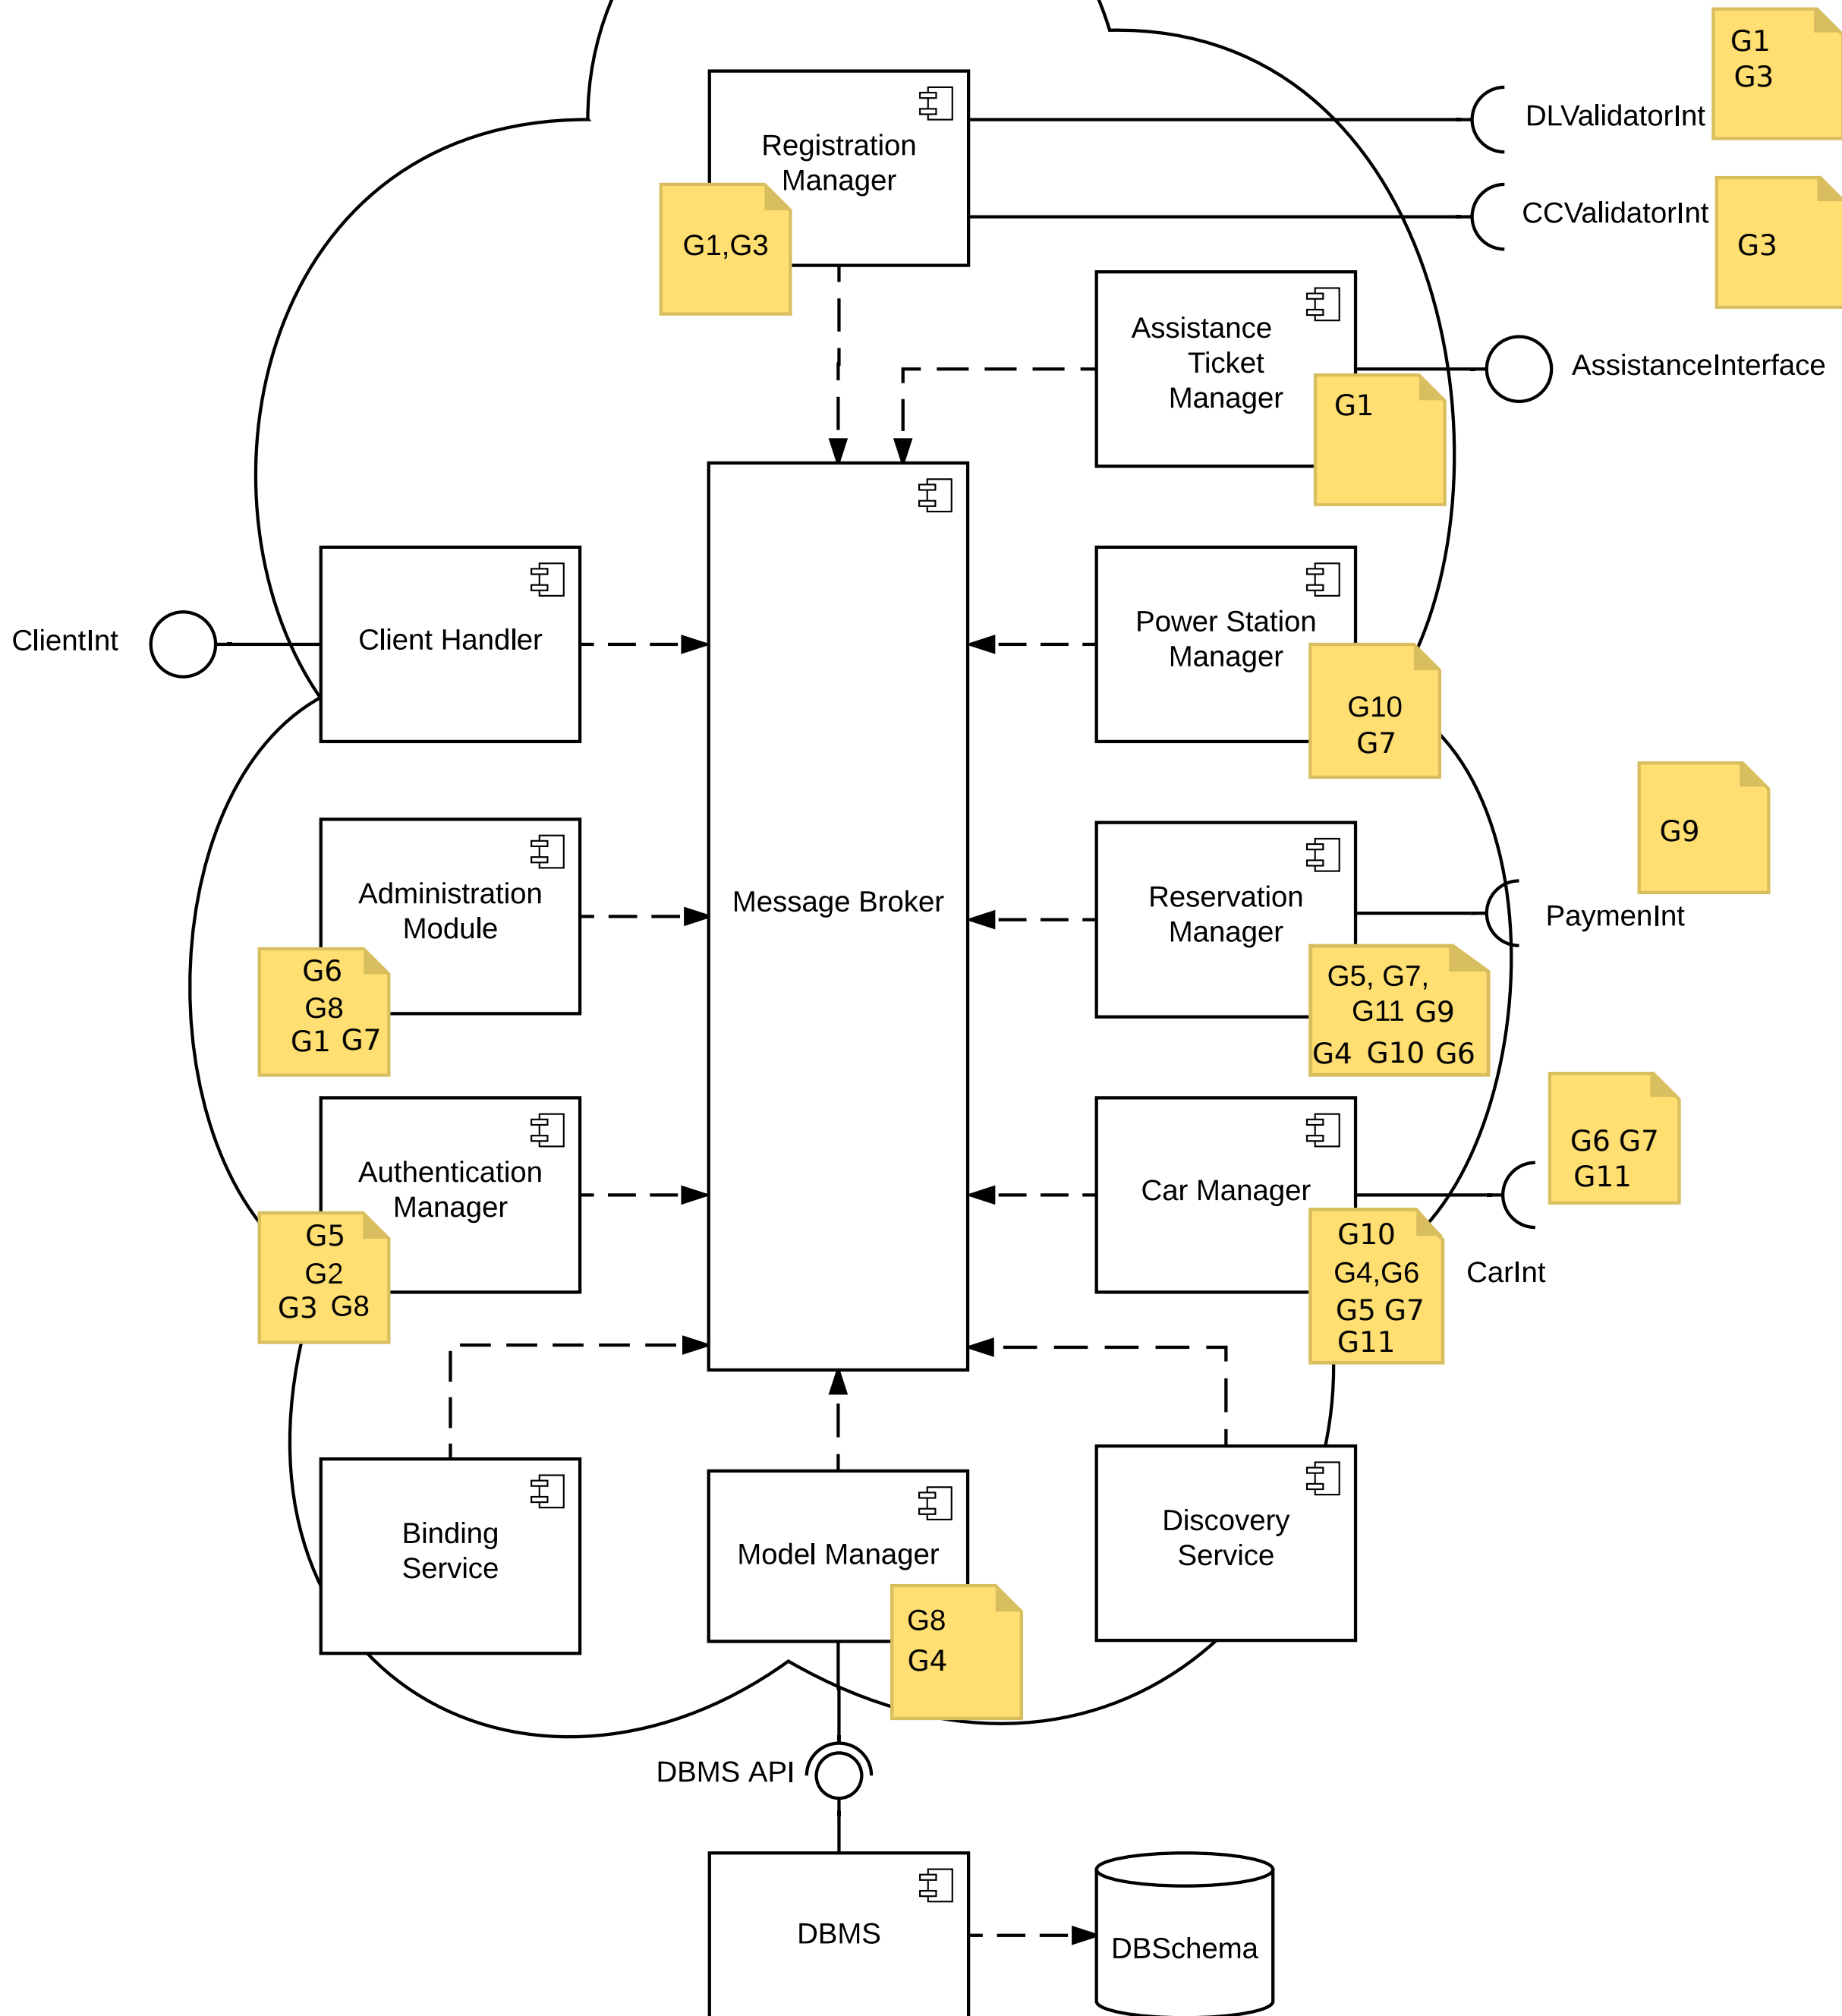 G1
G3
DLValidatorInt
Registration
Manager
G1,G3
CCValidatorInt
G3
Assistance
Ticket
Manager
G1
AssistanceInterface
ClientInt
Client Handler
Power Station
Manager
G10
G7
Message Broker
Administration
Module
G6
G8
G1 G7
Reservation
Manager
G5, G7,
G11 G9
G4 G10 G6
G9
PaymenInt
Authentication
Manager
G5
G2
G3 G8
Car Manager
G10
G4,G6
G5 G7
G11
G6 G7
G11
CarInt
Binding
Service
Model Manager
G8
G4
Discovery
Service
DBMS API
DBMS
DBSchema